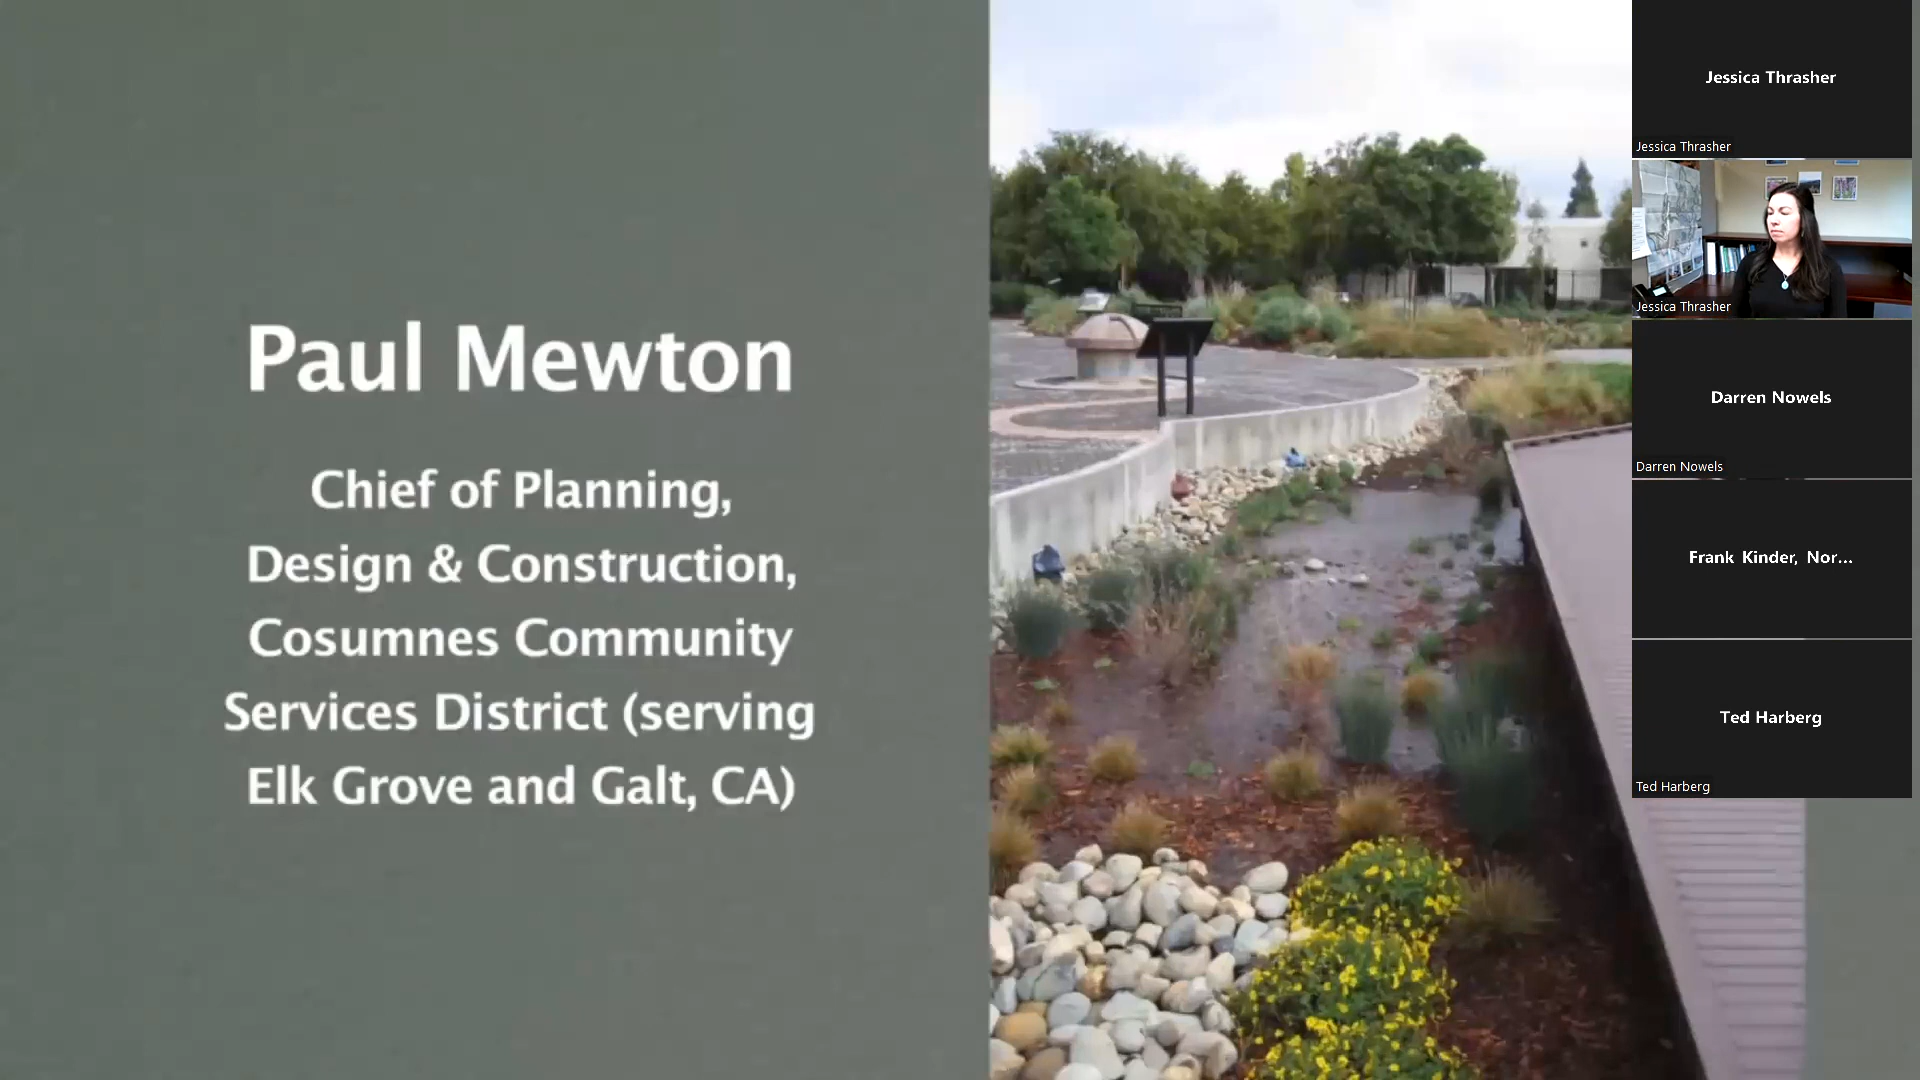 Paul Mewton
Chief of Planning,
Design & Construction,
Cosumnes Community
Services District (serving
Elk Grove and Galt, CA)
Jessica Thrasher
Jessica Thrasher
Jessica Thrasher
Darren Nowels
Darren Nowels
Frank Kinder, Nor...
Ted Harberg
Ted Harberg